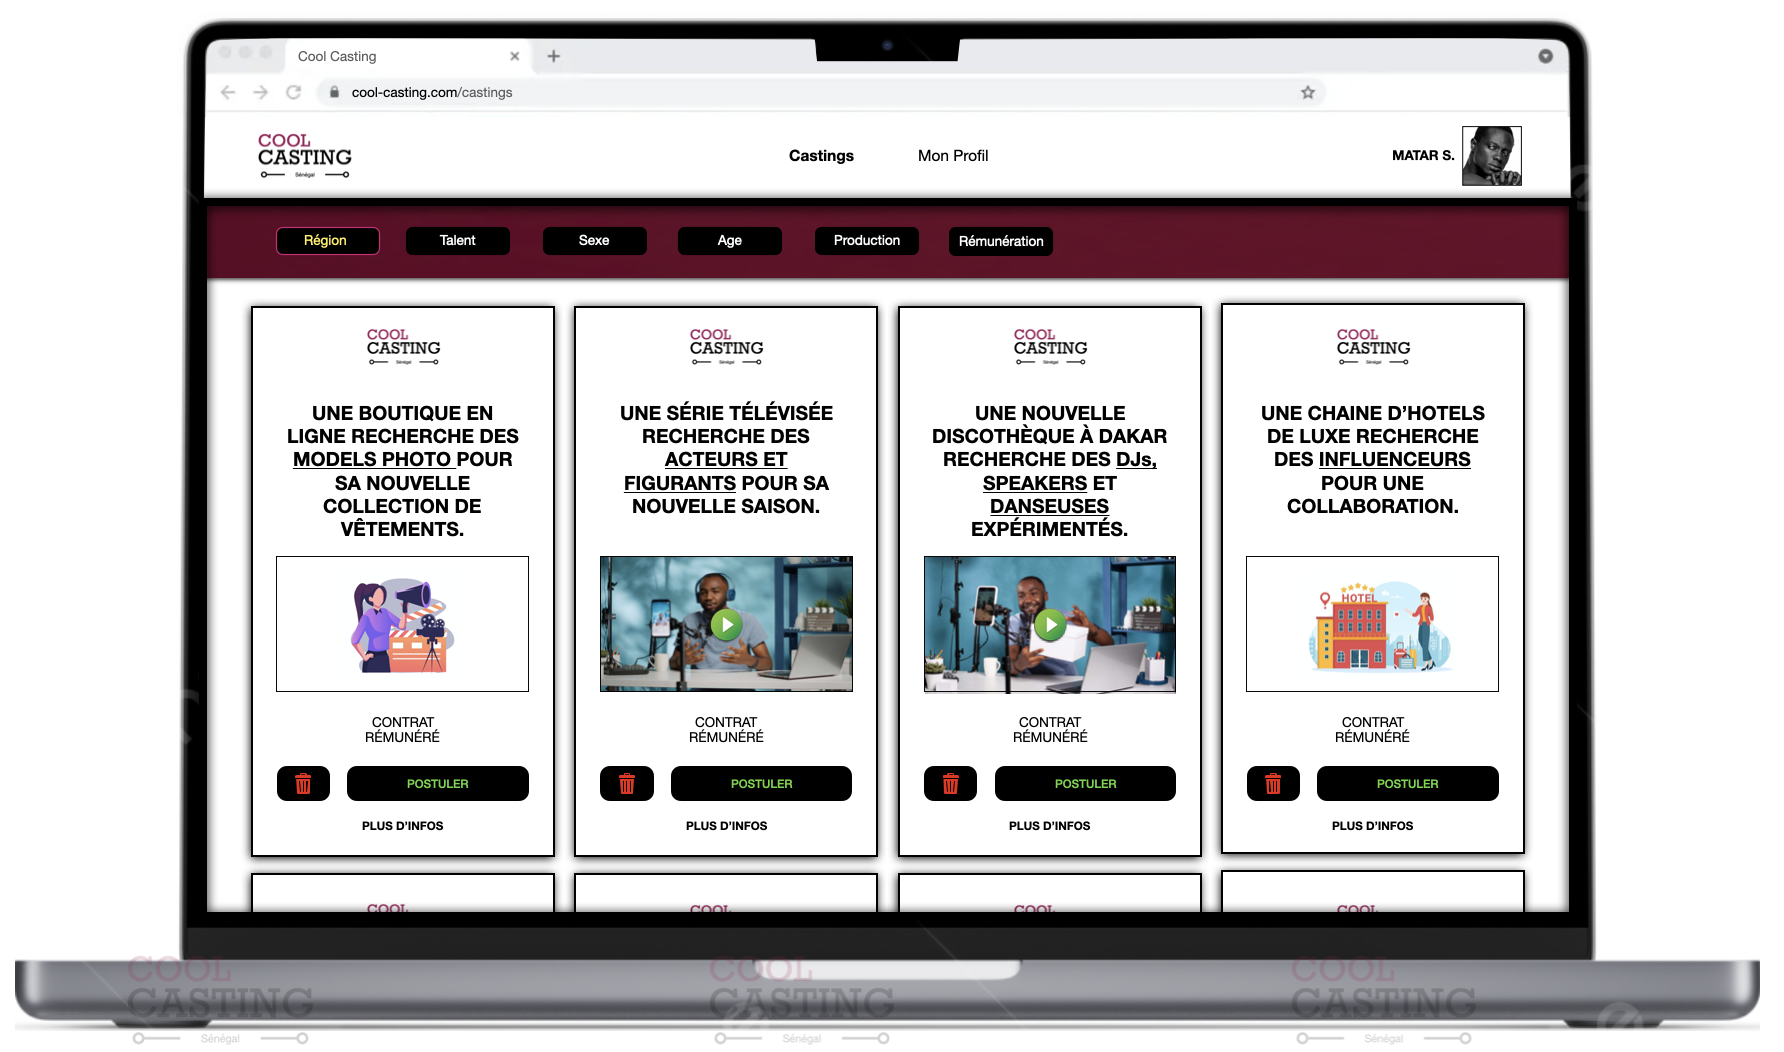 Cool Casting
cool-casting.com/castings
COOL
CASTING
Sénégal
Castings
Mon Profil
MATAR S.
Région
Talent
Sexe
Age
Production
Rémunération
COOL
CASTING
Sénégal
UNE BOUTIQUE EN
LIGNE RECHERCHE DES
MODELS PHOTO POUR
SA NOUVELLE
COLLECTION DE
VÊTEMENTS.
CONTRAT
RÉMUNÉRÉ
POSTULER
PLUS D'INFOS
COOL
CASTING
Sénégal
UNE SÉRIE TÉLÉVISÉE
RECHERCHE DES
ACTEURS ET
FIGURANTS POUR SA
NOUVELLE SAISON.
CONTRAT
RÉMUNÉRÉ
POSTULER
PLUS D'INFOS
COOL
CASTING
Sénégal
UNE NOUVELLE
DISCOTHÈQUE À DAKAR
RECHERCHE DES DJs,
SPEAKERS ET
DANSEUSES
EXPÉRIMENTÉS.
CONTRAT
RÉMUNÉRÉ
POSTULER
PLUS D'INFOS
COOL
CASTING
Sénégal
UNE CHAINE D'HOTELS
DE LUXE RECHERCHE
DES INFLUENCEURS
POUR UNE
COLLABORATION.
HOTEL
CONTRAT
RÉMUNÉRÉ
POSTULER
PLUS D'INFOS
COOL
COOL
COOL
COOL
COOL
CASTING
Sénégal
COOL
CASTING
Sénégal
COOL
CASTING
Sénégal